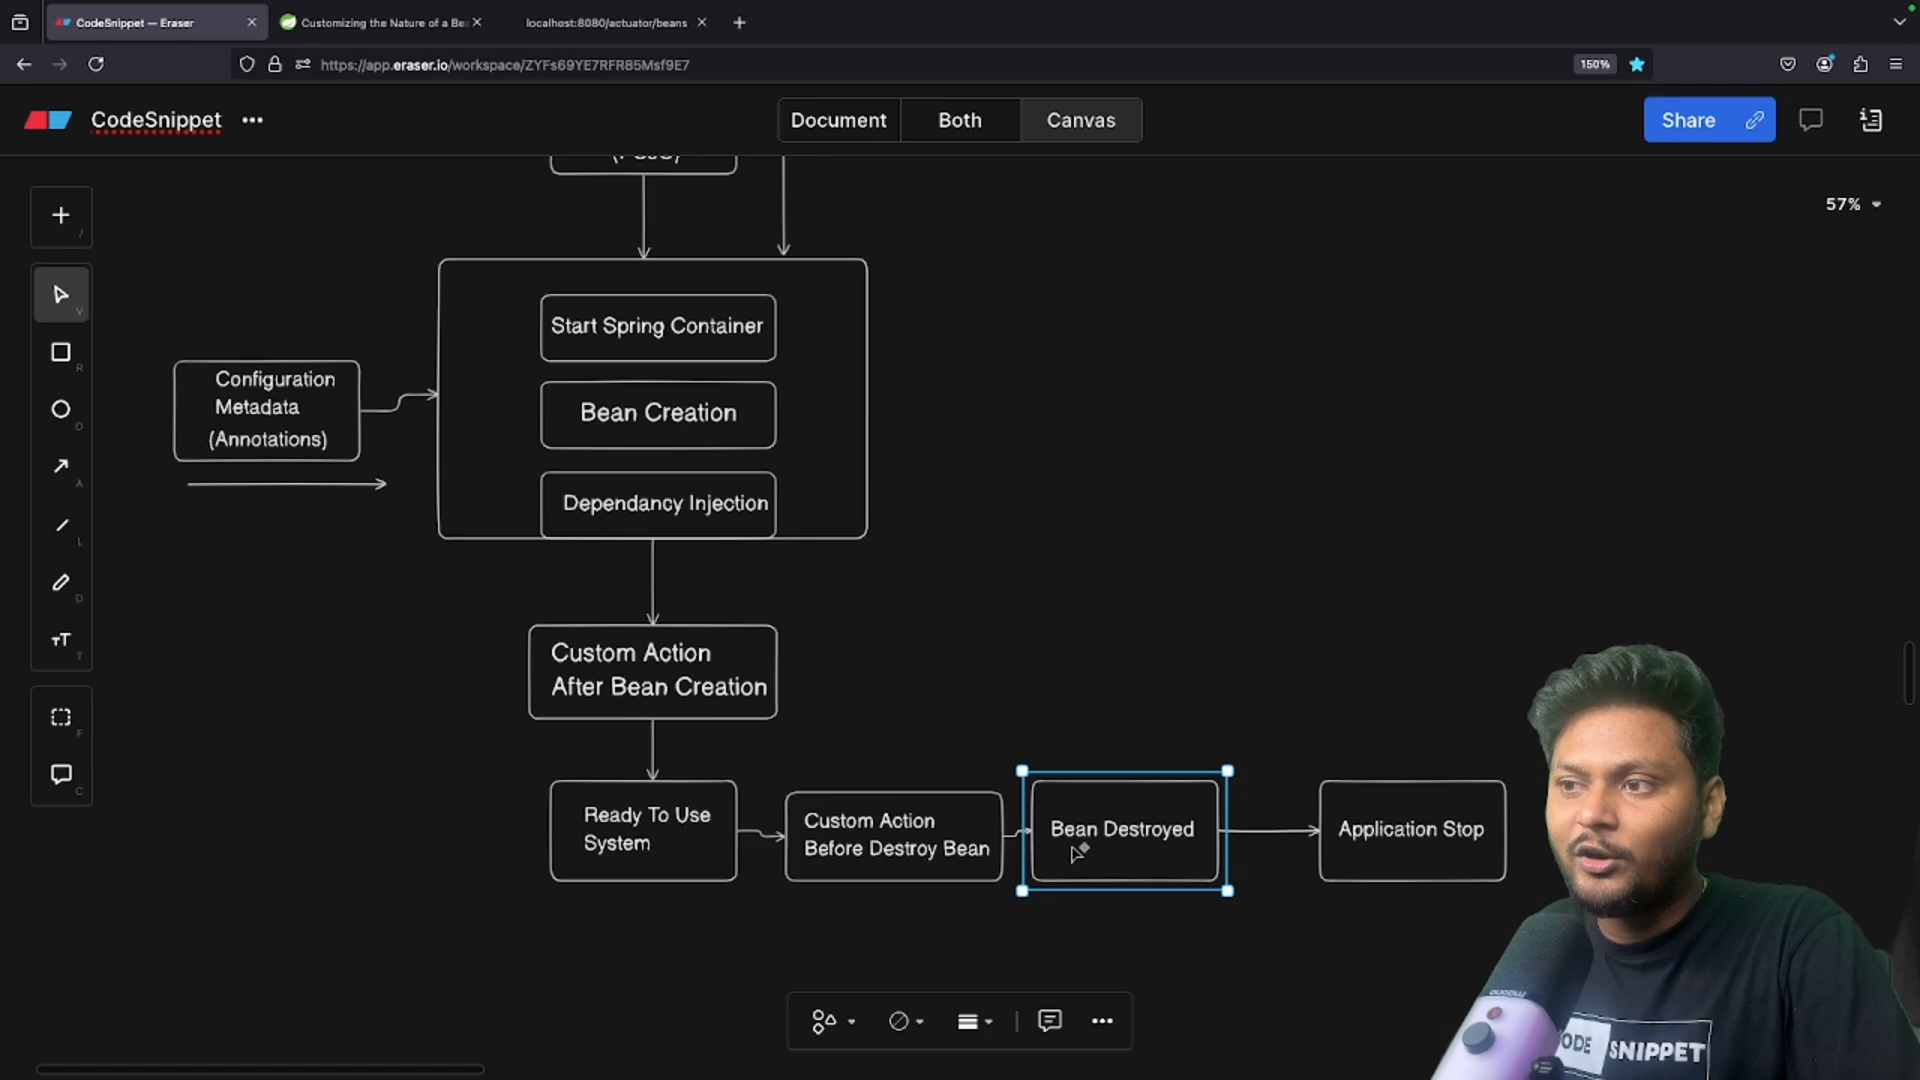 CodeSnippet — Eraser
Customizing the Nature of a Be
localhost:8080/actuator/beans
https://app.eraser.io/workspace/ZYFs69YE7RFR85Msf9E7
150%
CodeSnippet
Document
Both
Canvas
Share
57%
/
V
R
O
A
L
D
T
F
C
Start Spring Container
Configuration
Metadata
(Annotations)
Bean Creation
Dependancy Injection
Custom Action
After Bean Creation
Ready To Use
System
Custom Action
Before Destroy Bean
Bean Destroyed
Application Stop
CODE SNIPPET